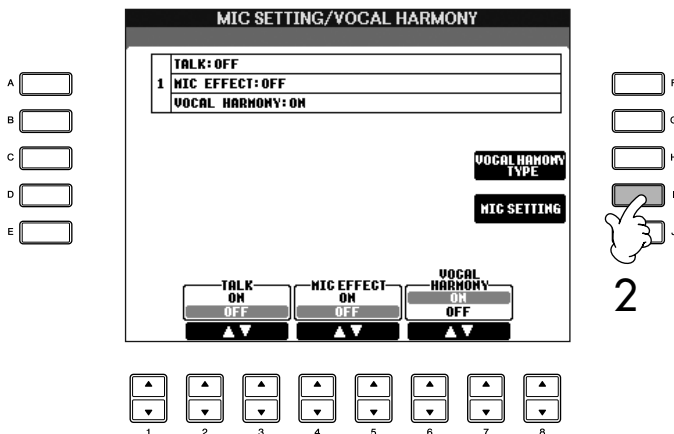 MIC SETTING/VOCAL HARMONY
TALK: OFF
1 MIC EFFECT: OFF
VOCAL HARMONY: ON
A
B
C
D
E
F
G
H
I
J
VOCAL HAMONY
TYPE
MIC SETTING
2
TALK
ON
OFF
MIC EFFECT
ON
OFF
VOCAL
HARMONY
ON
OFF
1 2 3 4 5 6 7 8